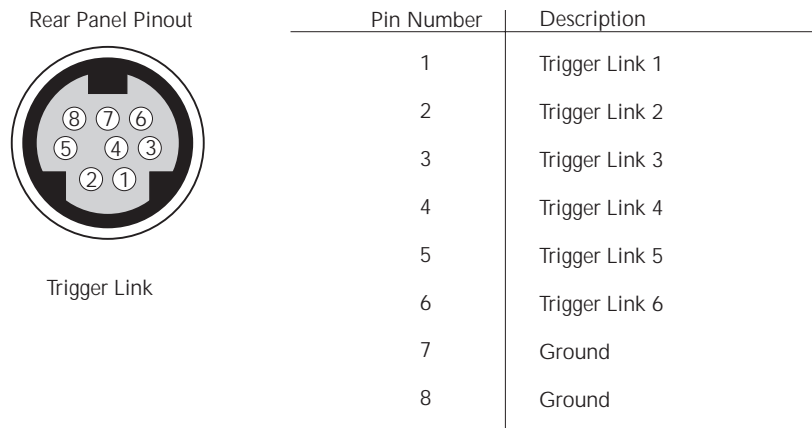 Rear Panel Pinout
8 7 6
5 4 3
2 1
Trigger Link
Pin Number Description
1 Trigger Link 1
2 Trigger Link 2
3 Trigger Link 3
4 Trigger Link 4
5 Trigger Link 5
6 Trigger Link 6
7 Ground
8 Ground